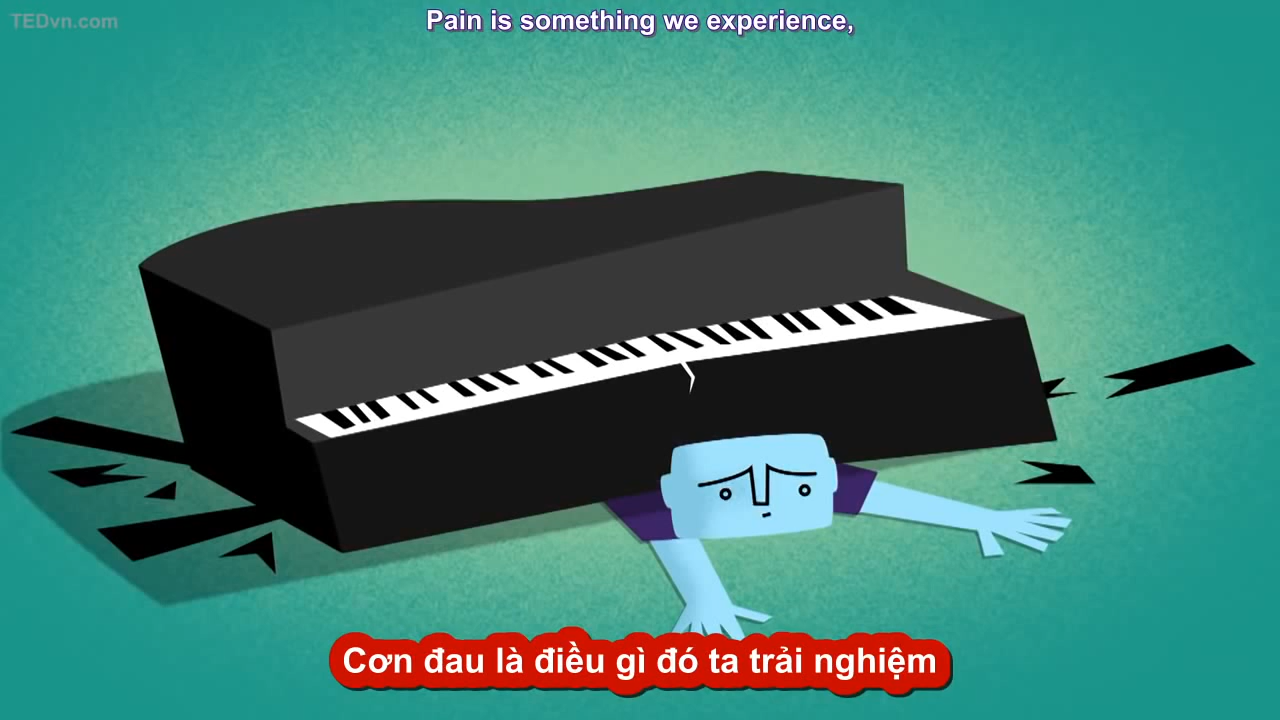 TEDvn.com
Pain is something we experience,
Cơn đau là điều gì đó ta trải nghiệm